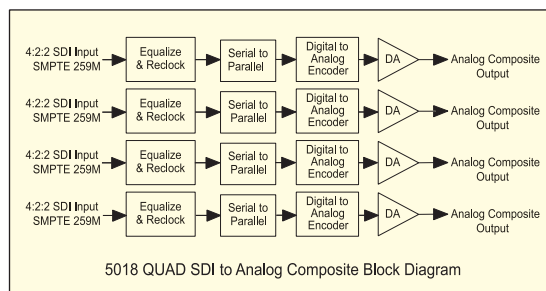 4:2:2 SDI Input
SMPTE 259M
Equalize
& Reclock
Serial to
Parallel
Digital to
Analog
Encoder
DA
Analog Composite
Output
4:2:2 SDI Input
SMPTE 259M
Equalize
& Reclock
Serial to
Parallel
Digital to
Analog
Encoder
DA
Analog Composite
Output
4:2:2 SDI Input
SMPTE 259M
Equalize
& Reclock
Serial to
Parallel
Digital to
Analog
Encoder
DA
Analog Composite
Output
4:2:2 SDI Input
SMPTE 259M
Equalize
& Reclock
Serial to
Parallel
Digital to
Analog
Encoder
DA
Analog Composite
Output
5018 QUAD SDI to Analog Composite Block Diagram